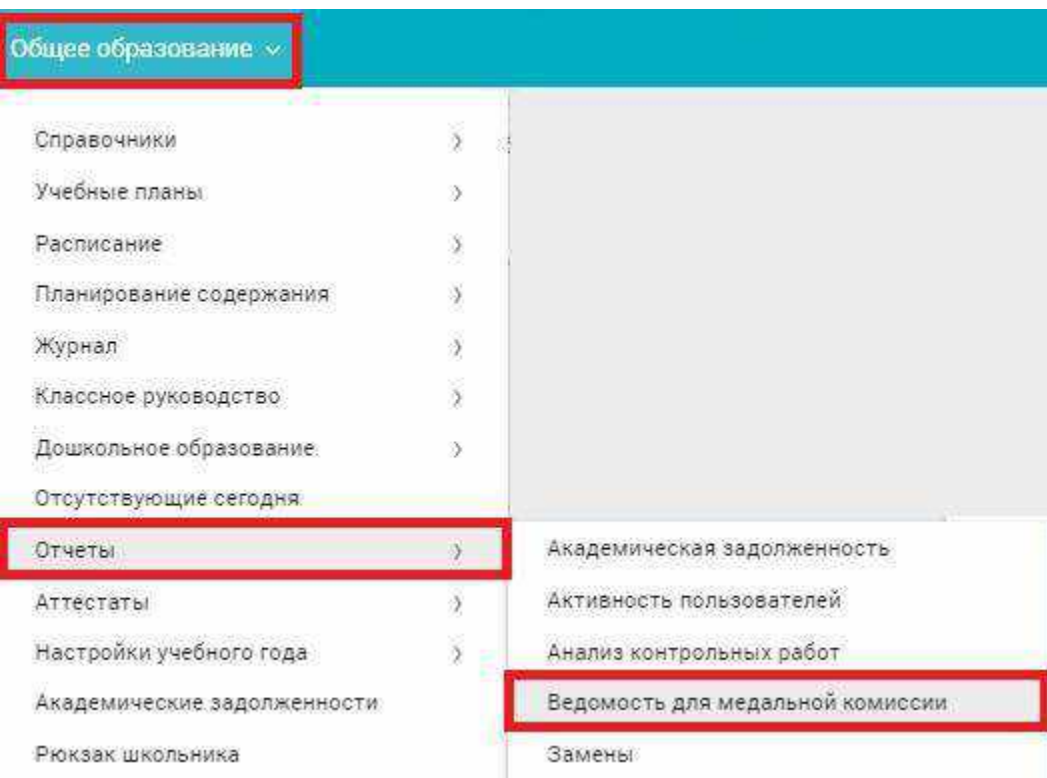 Общее образование
Справочники
Учебные планы
Расписание
Планирование содержания
Журнал
Классное руководство
Дошкольное образование
Отсутствующие сегодня
Отчеты
Аттестаты
Настройки учебного года
Академические задолженности
Рюкзак школьника
Академическая задолженность
Активность пользователей
Анализ контрольных работ
Ведомость для медальной комиссии
Замены